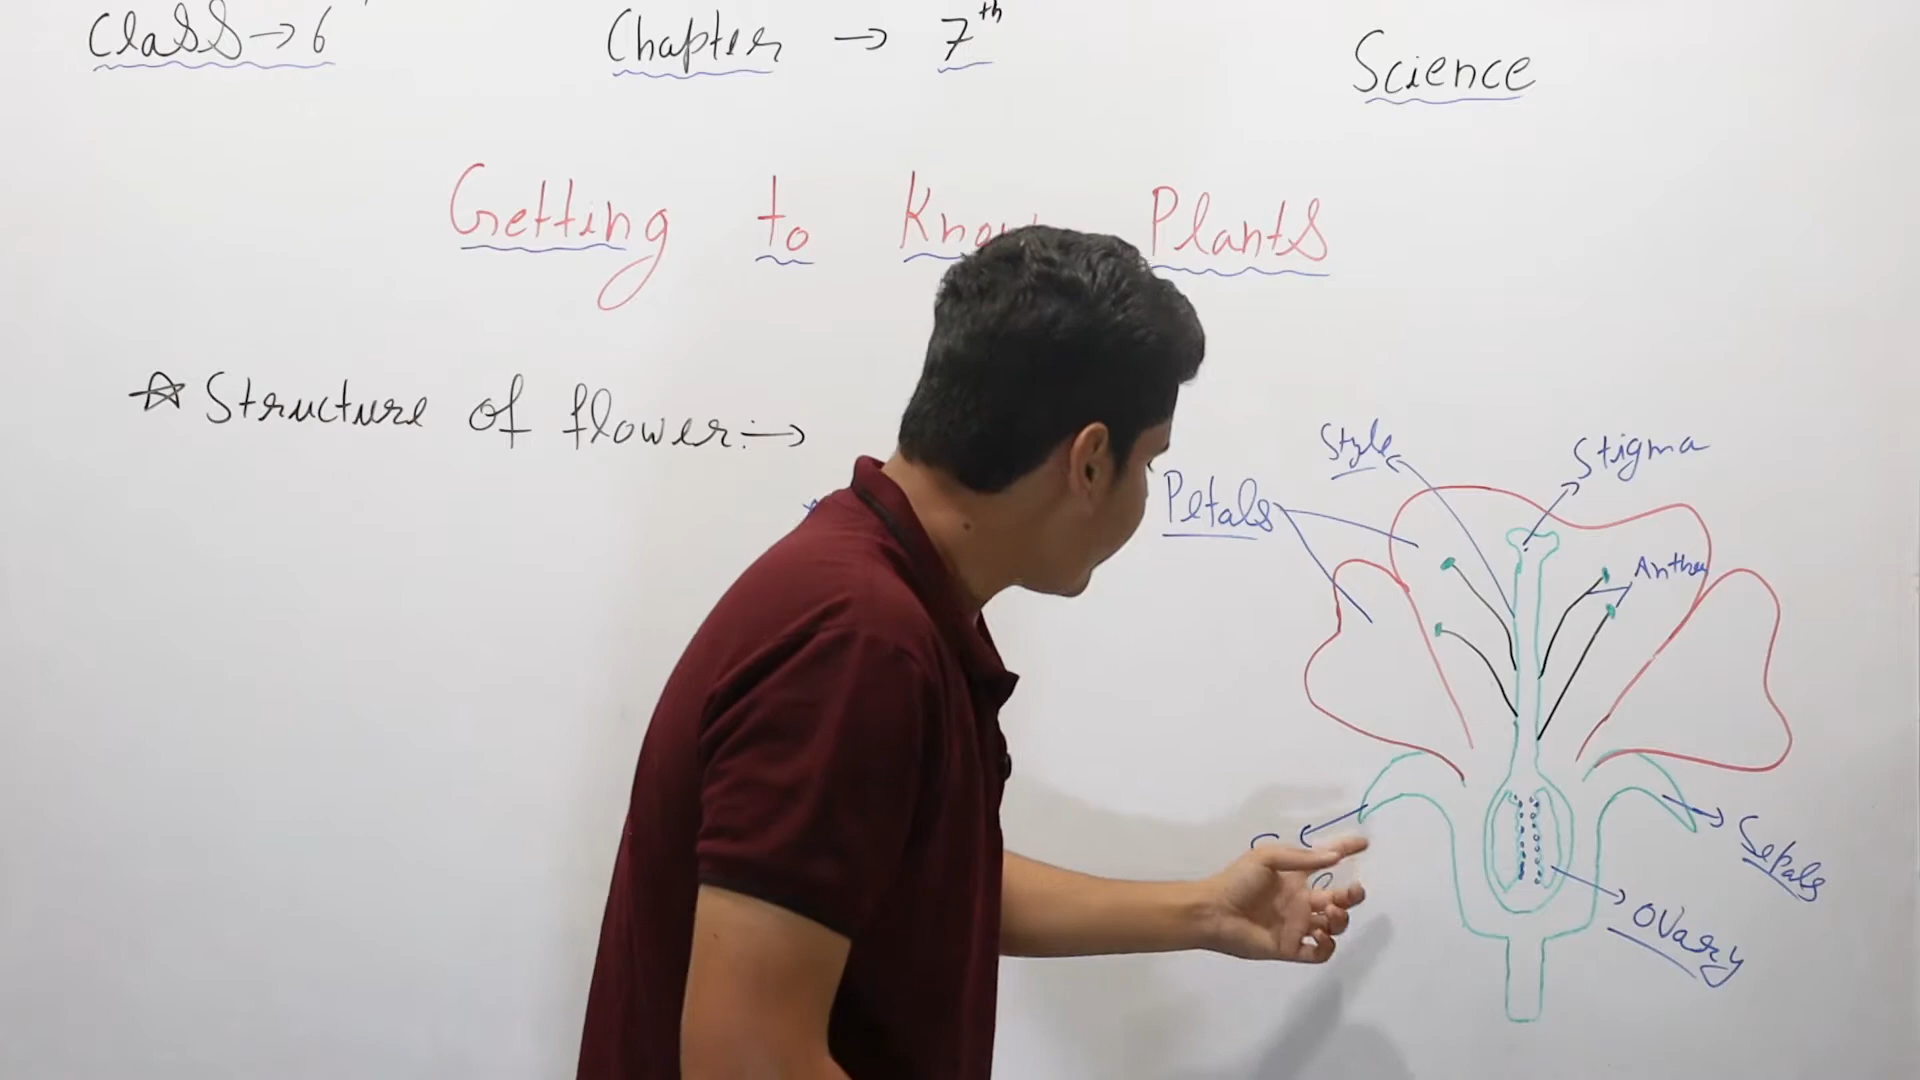 Class → 6
Chapter → 7th
Science
Getting to Know Plants
☆ Structure of flower :→
Style
Stigma
Petals
Anther
Sepals
Ovary